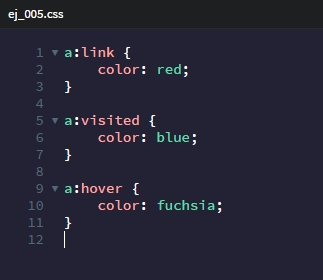 ej_005.css
1 a:link {
2     color: red;
3 }
4
5 a:visited {
6     color: blue;
7 }
8
9 a:hover {
10     color: fuchsia;
11 }
12